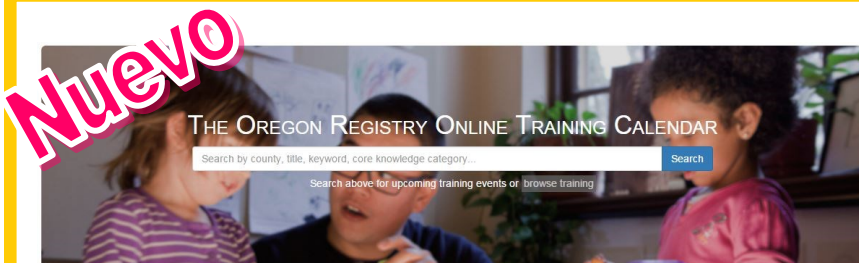 Nuevo
THE OREGON REGISTRY ONLINE TRAINING CALENDAR
Search by county, title, keyword, core knowledge category... Search
Search above for upcoming training events or browse training